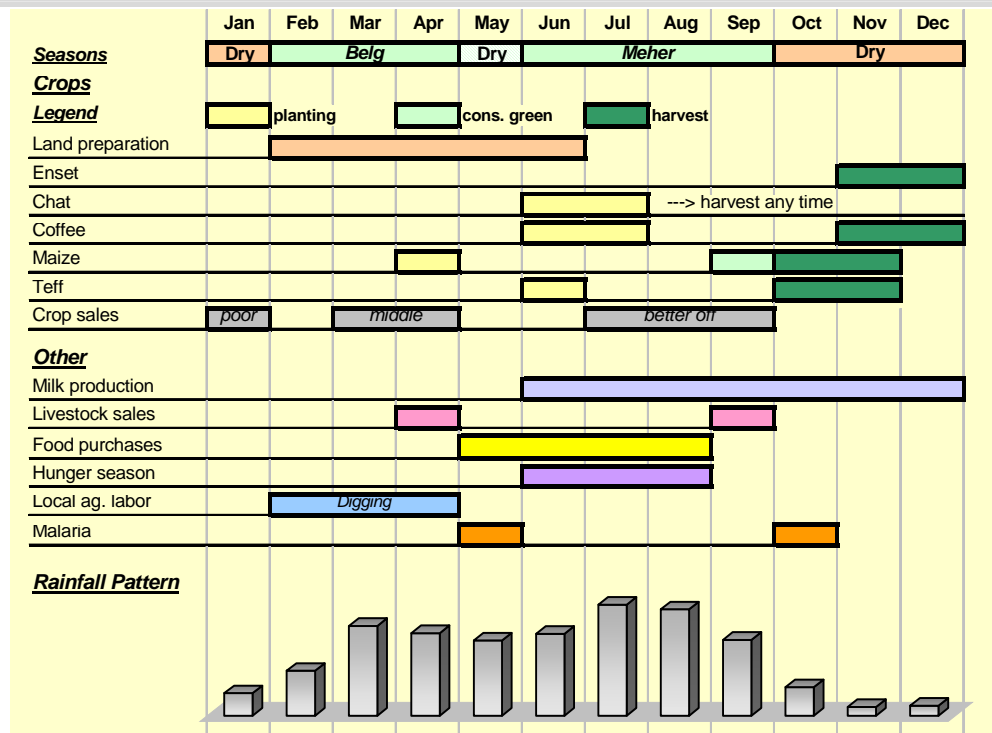 Jan Feb Mar Apr May Jun Jul Aug Sep Oct Nov Dec
Seasons Dry Belg Dry Meher Dry
Crops
Legend planting cons. green harvest
Land preparation
Enset
Chat ---> harvest any time
Coffee
Maize
Teff
Crop sales poor middle better off
Other
Milk production
Livestock sales
Food purchases
Hunger season
Local ag. labor Digging
Malaria
Rainfall Pattern